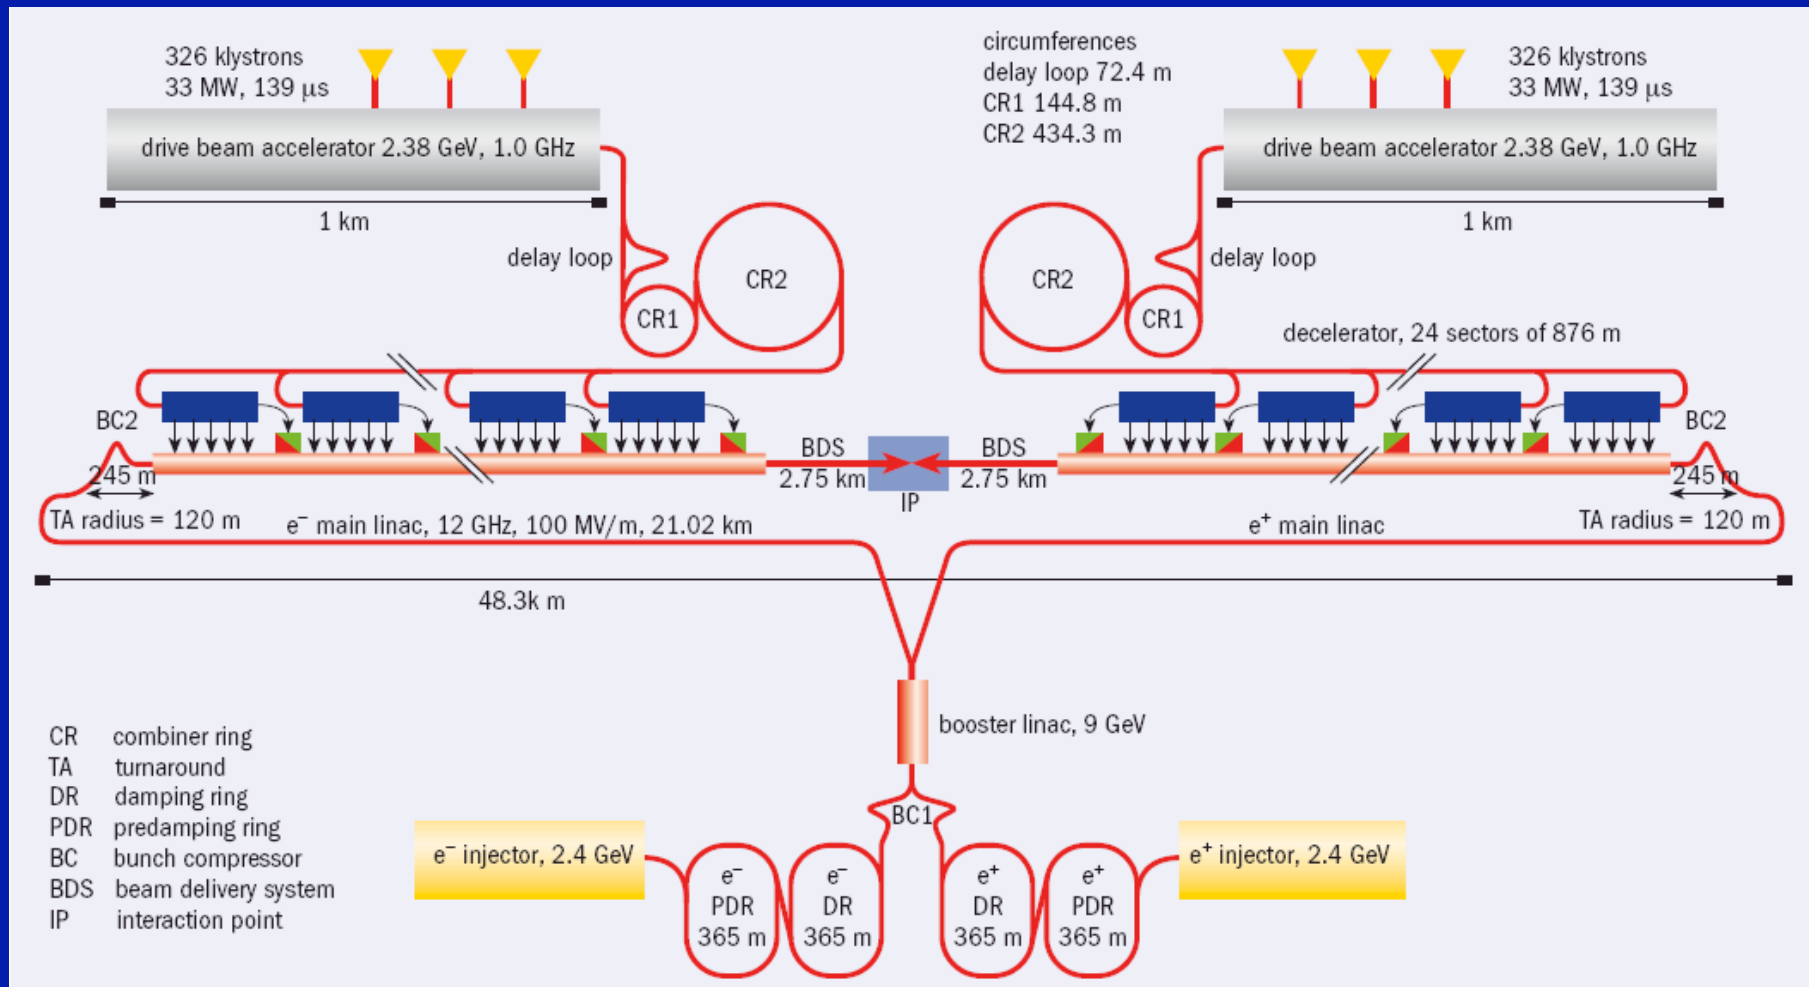 326 klystrons
33 MW, 139 μs
circumferences
delay loop 72.4 m
CR1 144.8 m
CR2 434.3 m
326 klystrons
33 MW, 139 μs
drive beam accelerator 2.38 GeV, 1.0 GHz
drive beam accelerator 2.38 GeV, 1.0 GHz
1 km
1 km
delay loop
CR2
CR1
CR2
CR1
delay loop
decelerator, 24 sectors of 876 m
BC2
245 m
TA radius = 120 m
e⁻ main linac, 12 GHz, 100 MV/m, 21.02 km
BDS
2.75 km
IP
BDS
2.75 km
e⁺ main linac
BC2
245 m
TA radius = 120 m
48.3k m
booster linac, 9 GeV
BC1
CR combiner ring
TA turnaround
DR damping ring
PDR predamping ring
BC bunch compressor
BDS beam delivery system
IP interaction point
e⁻ injector, 2.4 GeV
e⁻
PDR
365 m
e⁻
DR
365 m
e⁺
DR
365 m
e⁺
PDR
365 m
e⁺ injector, 2.4 GeV